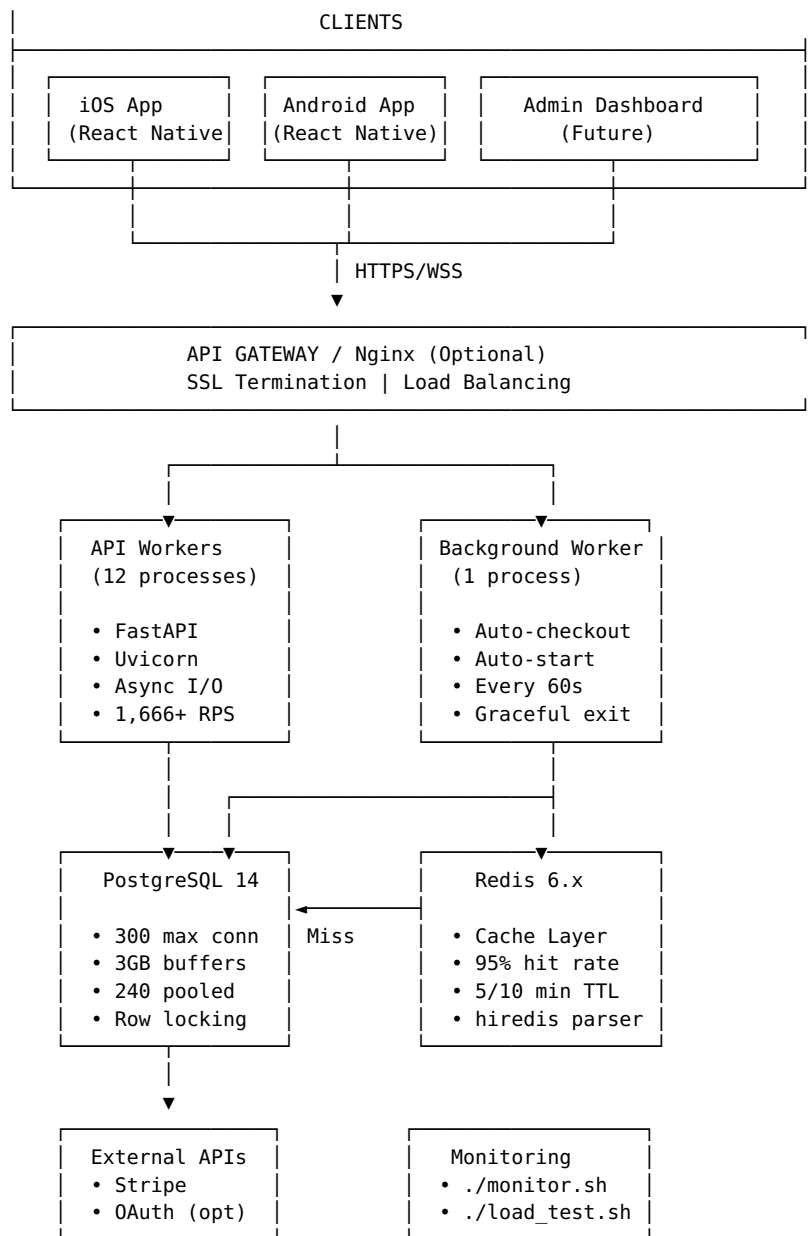 CLIENTS
iOS App
(React Native
Android App
(React Native)
Admin Dashboard
(Future)
HTTPS/WSS
API GATEWAY / Nginx (Optional)
SSL Termination | Load Balancing
API Workers
(12 processes)
• FastAPI
• Uvicorn
• Async I/O
• 1,666+ RPS
Background Worker
(1 process)
• Auto-checkout
• Auto-start
• Every 60s
• Graceful exit
PostgreSQL 14
• 300 max conn
• 3GB buffers
• 240 pooled
• Row locking
Miss
Redis 6.x
• Cache Layer
• 95% hit rate
• 5/10 min TTL
• hiredis parser
External APIs
• Stripe
• OAuth (opt)
Monitoring
• ./monitor.sh
• ./load_test.sh